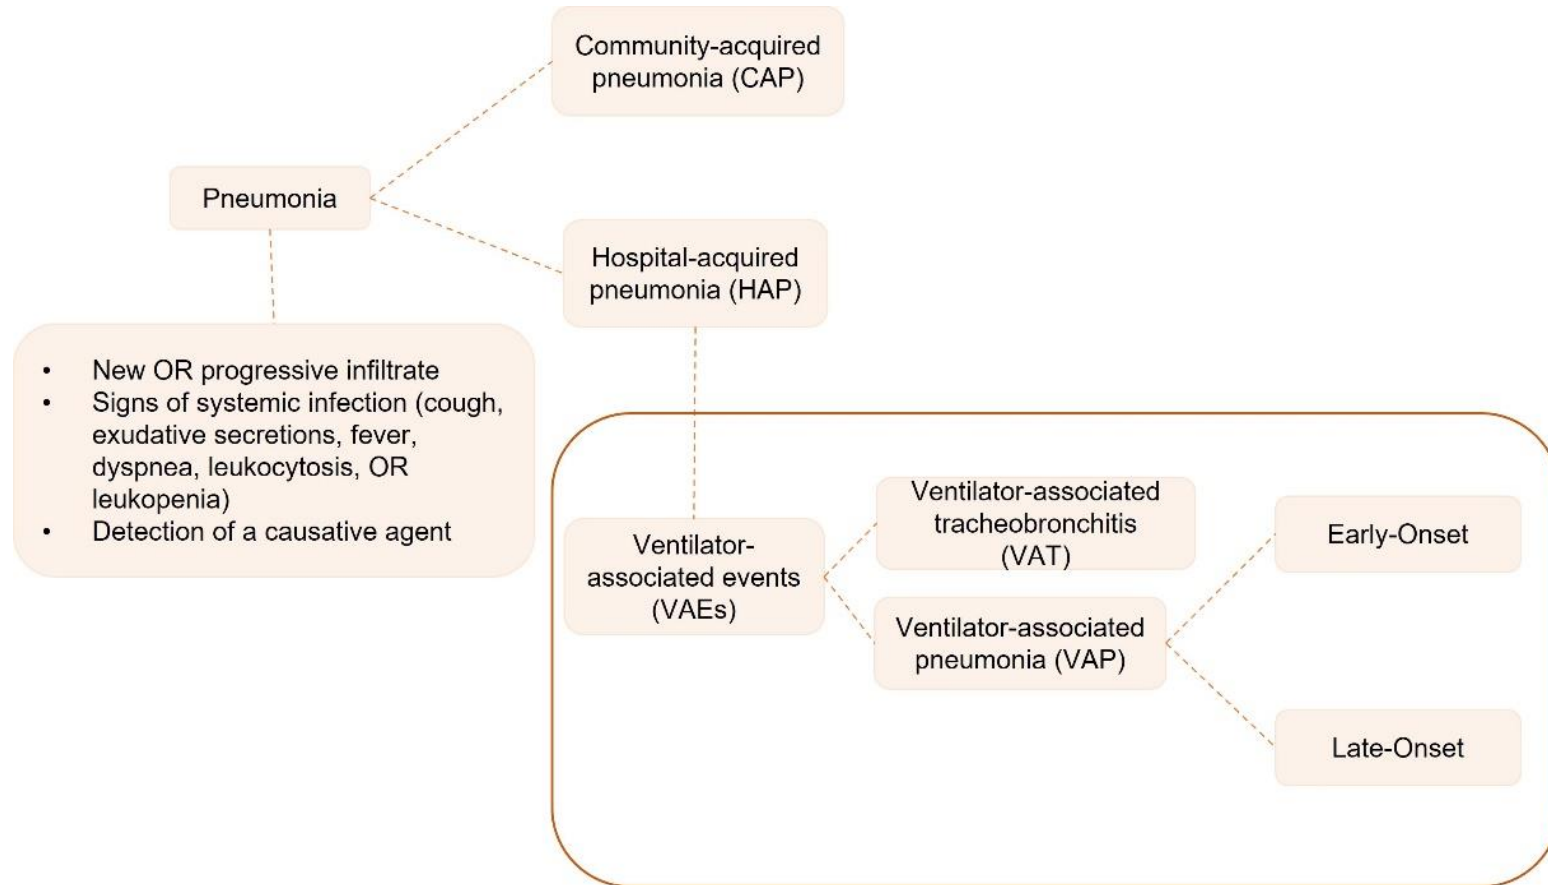 Community-acquired
pneumonia (CAP)
Pneumonia
Hospital-acquired
pneumonia (HAP)
• New OR progressive infiltrate
• Signs of systemic infection (cough,
exudative secretions, fever,
dyspnea, leukocytosis, OR
leukopenia)
• Detection of a causative agent
Ventilator-
associated events
(VAEs)
Ventilator-associated
tracheobronchitis
(VAT)
Ventilator-associated
pneumonia (VAP)
Early-Onset
Late-Onset